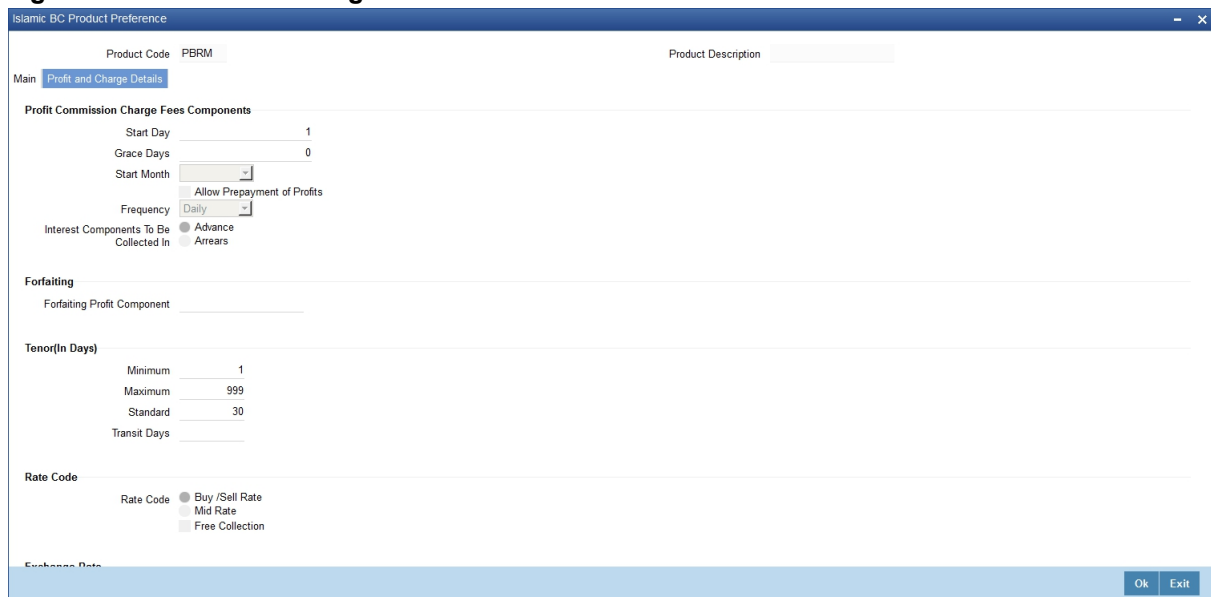 Islamic BC Product Preference
Product Code PBRM Product Description
Main Profit and Charge Details
Profit Commission Charge Fees Components
Start Day 1
Grace Days 0
Start Month
Allow Prepayment of Profits
Frequency Daily
Interest Components To Be Collected In Advance
Arrears
Forfaiting
Forfaiting Profit Component
Tenor(In Days)
Minimum 1
Maximum 999
Standard 30
Transit Days
Rate Code
Rate Code Buy /Sell Rate
Mid Rate
Free Collection
Exchange Rate
Ok Exit